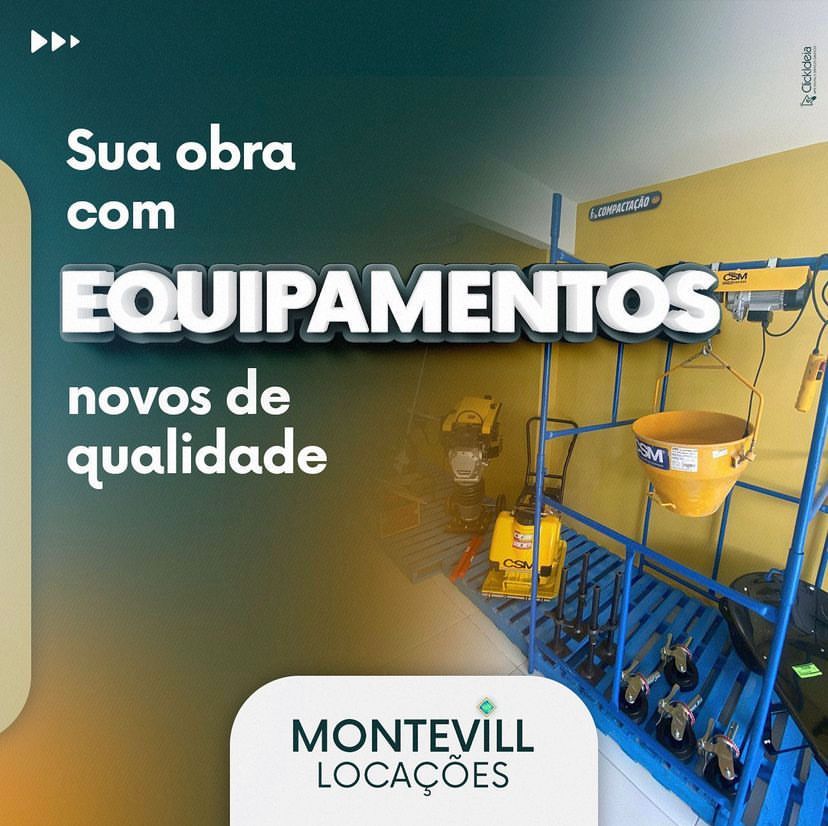 ClickIdeia
Sua obra
com
EQUIPAMENTOS
novos de
qualidade
COMPACTAÇÃO
CSM
CSM
CSM
MONTEVILL
LOCAÇÕES